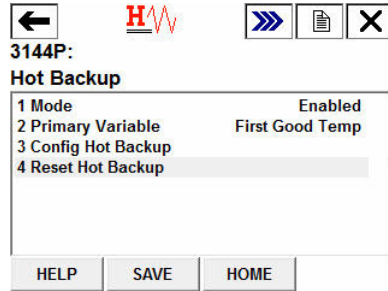 H
3144P:
Hot Backup
1 Mode Enabled
2 Primary Variable First Good Temp
3 Config Hot Backup
4 Reset Hot Backup
HELP SAVE HOME